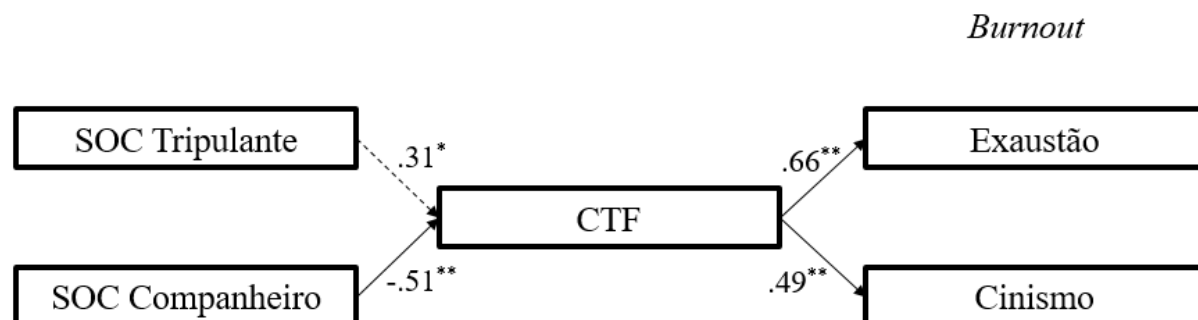 Burnout
SOC Tripulante
Exaustão
.31*
.66**
CTF
-.51**
.49**
SOC Companheiro
Cinismo